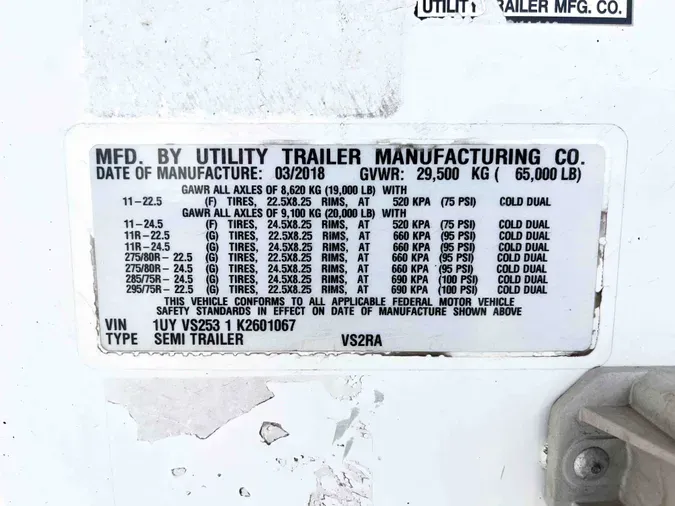 UTILITY TRAILER MFG. CO.
MFD. BY UTILITY TRAILER MANUFACTURING CO.
DATE OF MANUFACTURE: 03/2018 GVWR: 29,500 KG ( 65,000 LB)
GAWR ALL AXLES OF 8,620 KG (19,000 LB) WITH
11-22.5 (F) TIRES, 22.5X8.25 RIMS, AT 520 KPA (75 PSI) COLD DUAL
GAWR ALL AXLES OF 9,100 KG (20,000 LB) WITH
11-24.5 (F) TIRES, 24.5X8.25 RIMS, AT 520 KPA (75 PSI) COLD DUAL
11R-22.5 (G) TIRES, 22.5X8.25 RIMS, AT 660 KPA (95 PSI) COLD DUAL
11R-24.5 (G) TIRES, 24.5X8.25 RIMS, AT 660 KPA (95 PSI) COLD DUAL
275/80R-22.5 (G) TIRES, 22.5X8.25 RIMS, AT 660 KPA (95 PSI) COLD DUAL
275/80R-24.5 (G) TIRES, 24.5X8.25 RIMS, AT 660 KPA (95 PSI) COLD DUAL
285/75R-24.5 (G) TIRES, 24.5X8.25 RIMS, AT 690 KPA (100 PSI) COLD DUAL
295/75R-22.5 (G) TIRES, 22.5X8.25 RIMS, AT 690 KPA (100 PSI) COLD DUAL
THIS VEHICLE CONFORMS TO ALL APPLICABLE FEDERAL MOTOR VEHICLE
SAFETY STANDARDS IN EFFECT ON DATE OF MANUFACTURE SHOWN ABOVE
VIN 1UY VS253 1 K2601067
TYPE SEMI TRAILER VS2RA